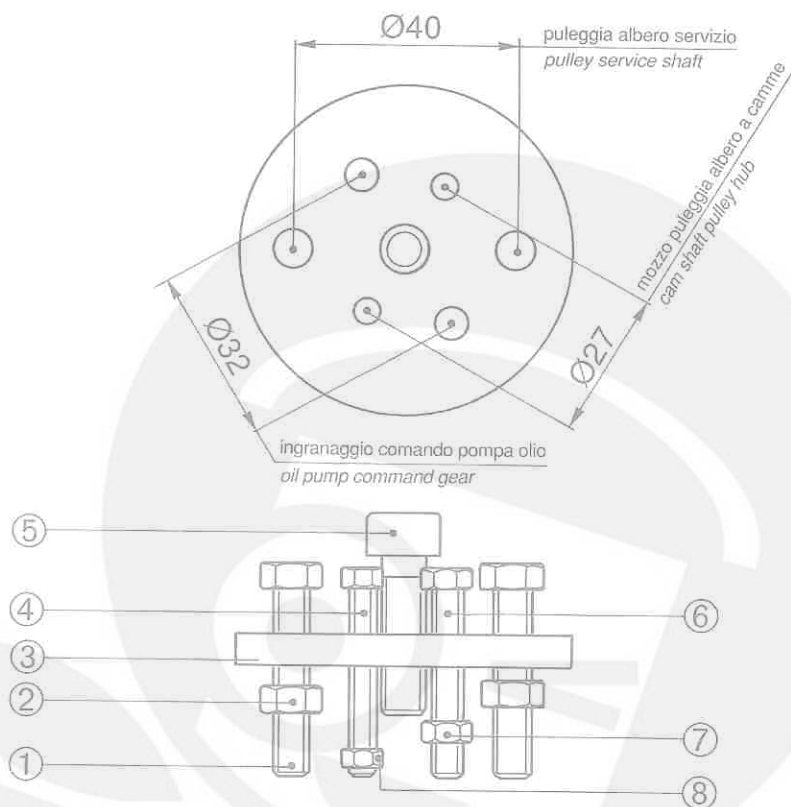 Ø40
puleggia albero servizio
pulley service shaft
mozzo puleggia albero a camme
cam shaft pulley hub
Ø32
Ø27
ingranaggio comando pompa olio
oil pump command gear
5
4
6
3
2
7
1
8